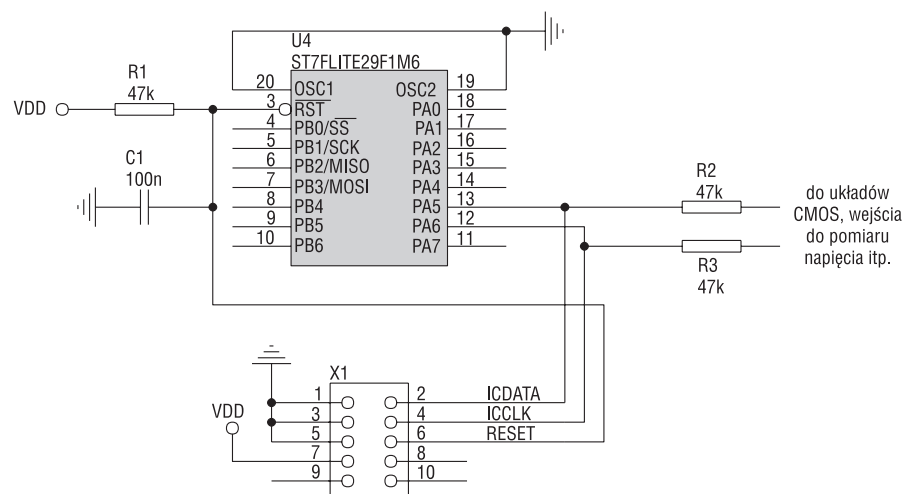 U4
ST7FLITE29F1M6
R1
47k
VDD
C1
100n
20 OSC1 OSC2 19
3 RST PA0 18
4 PB0/SS PA1 17
5 PB1/SCK PA2 16
6 PB2/MISO PA3 15
7 PB3/MOSI PA4 14
8 PB4 PA5 13
9 PB5 PA6 12
10 PB6 PA7 11
R2
47k
R3
47k
do układów
CMOS, wejścia
do pomiaru
napięcia itp.
X1
VDD
1 2 ICDATA
3 4 ICCLK
5 6 RESET
7 8
9 10